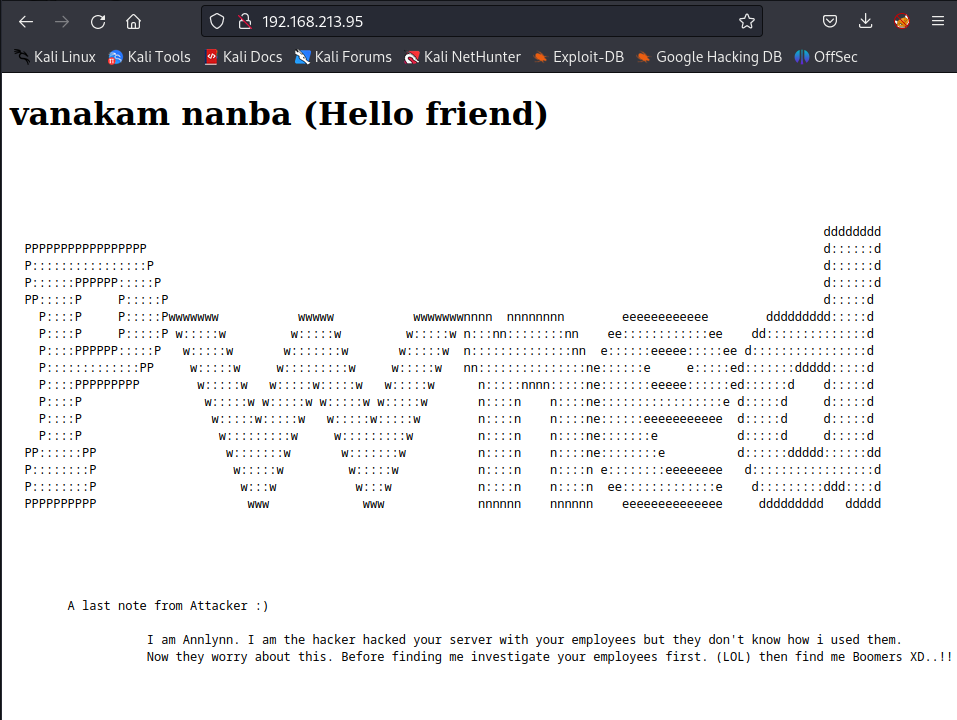 192.168.213.95
Kali Linux Kali Tools Kali Docs Kali Forums Kali NetHunter Exploit-DB Google Hacking DB OffSec
vanakam nanba (Hello friend)
Pwned
A last note from Attacker :)
I am Annlynn. I am the hacker hacked your server with your employees but they don't know how i used them.
Now they worry about this. Before finding me investigate your employees first. (LOL) then find me Boomers XD..!!